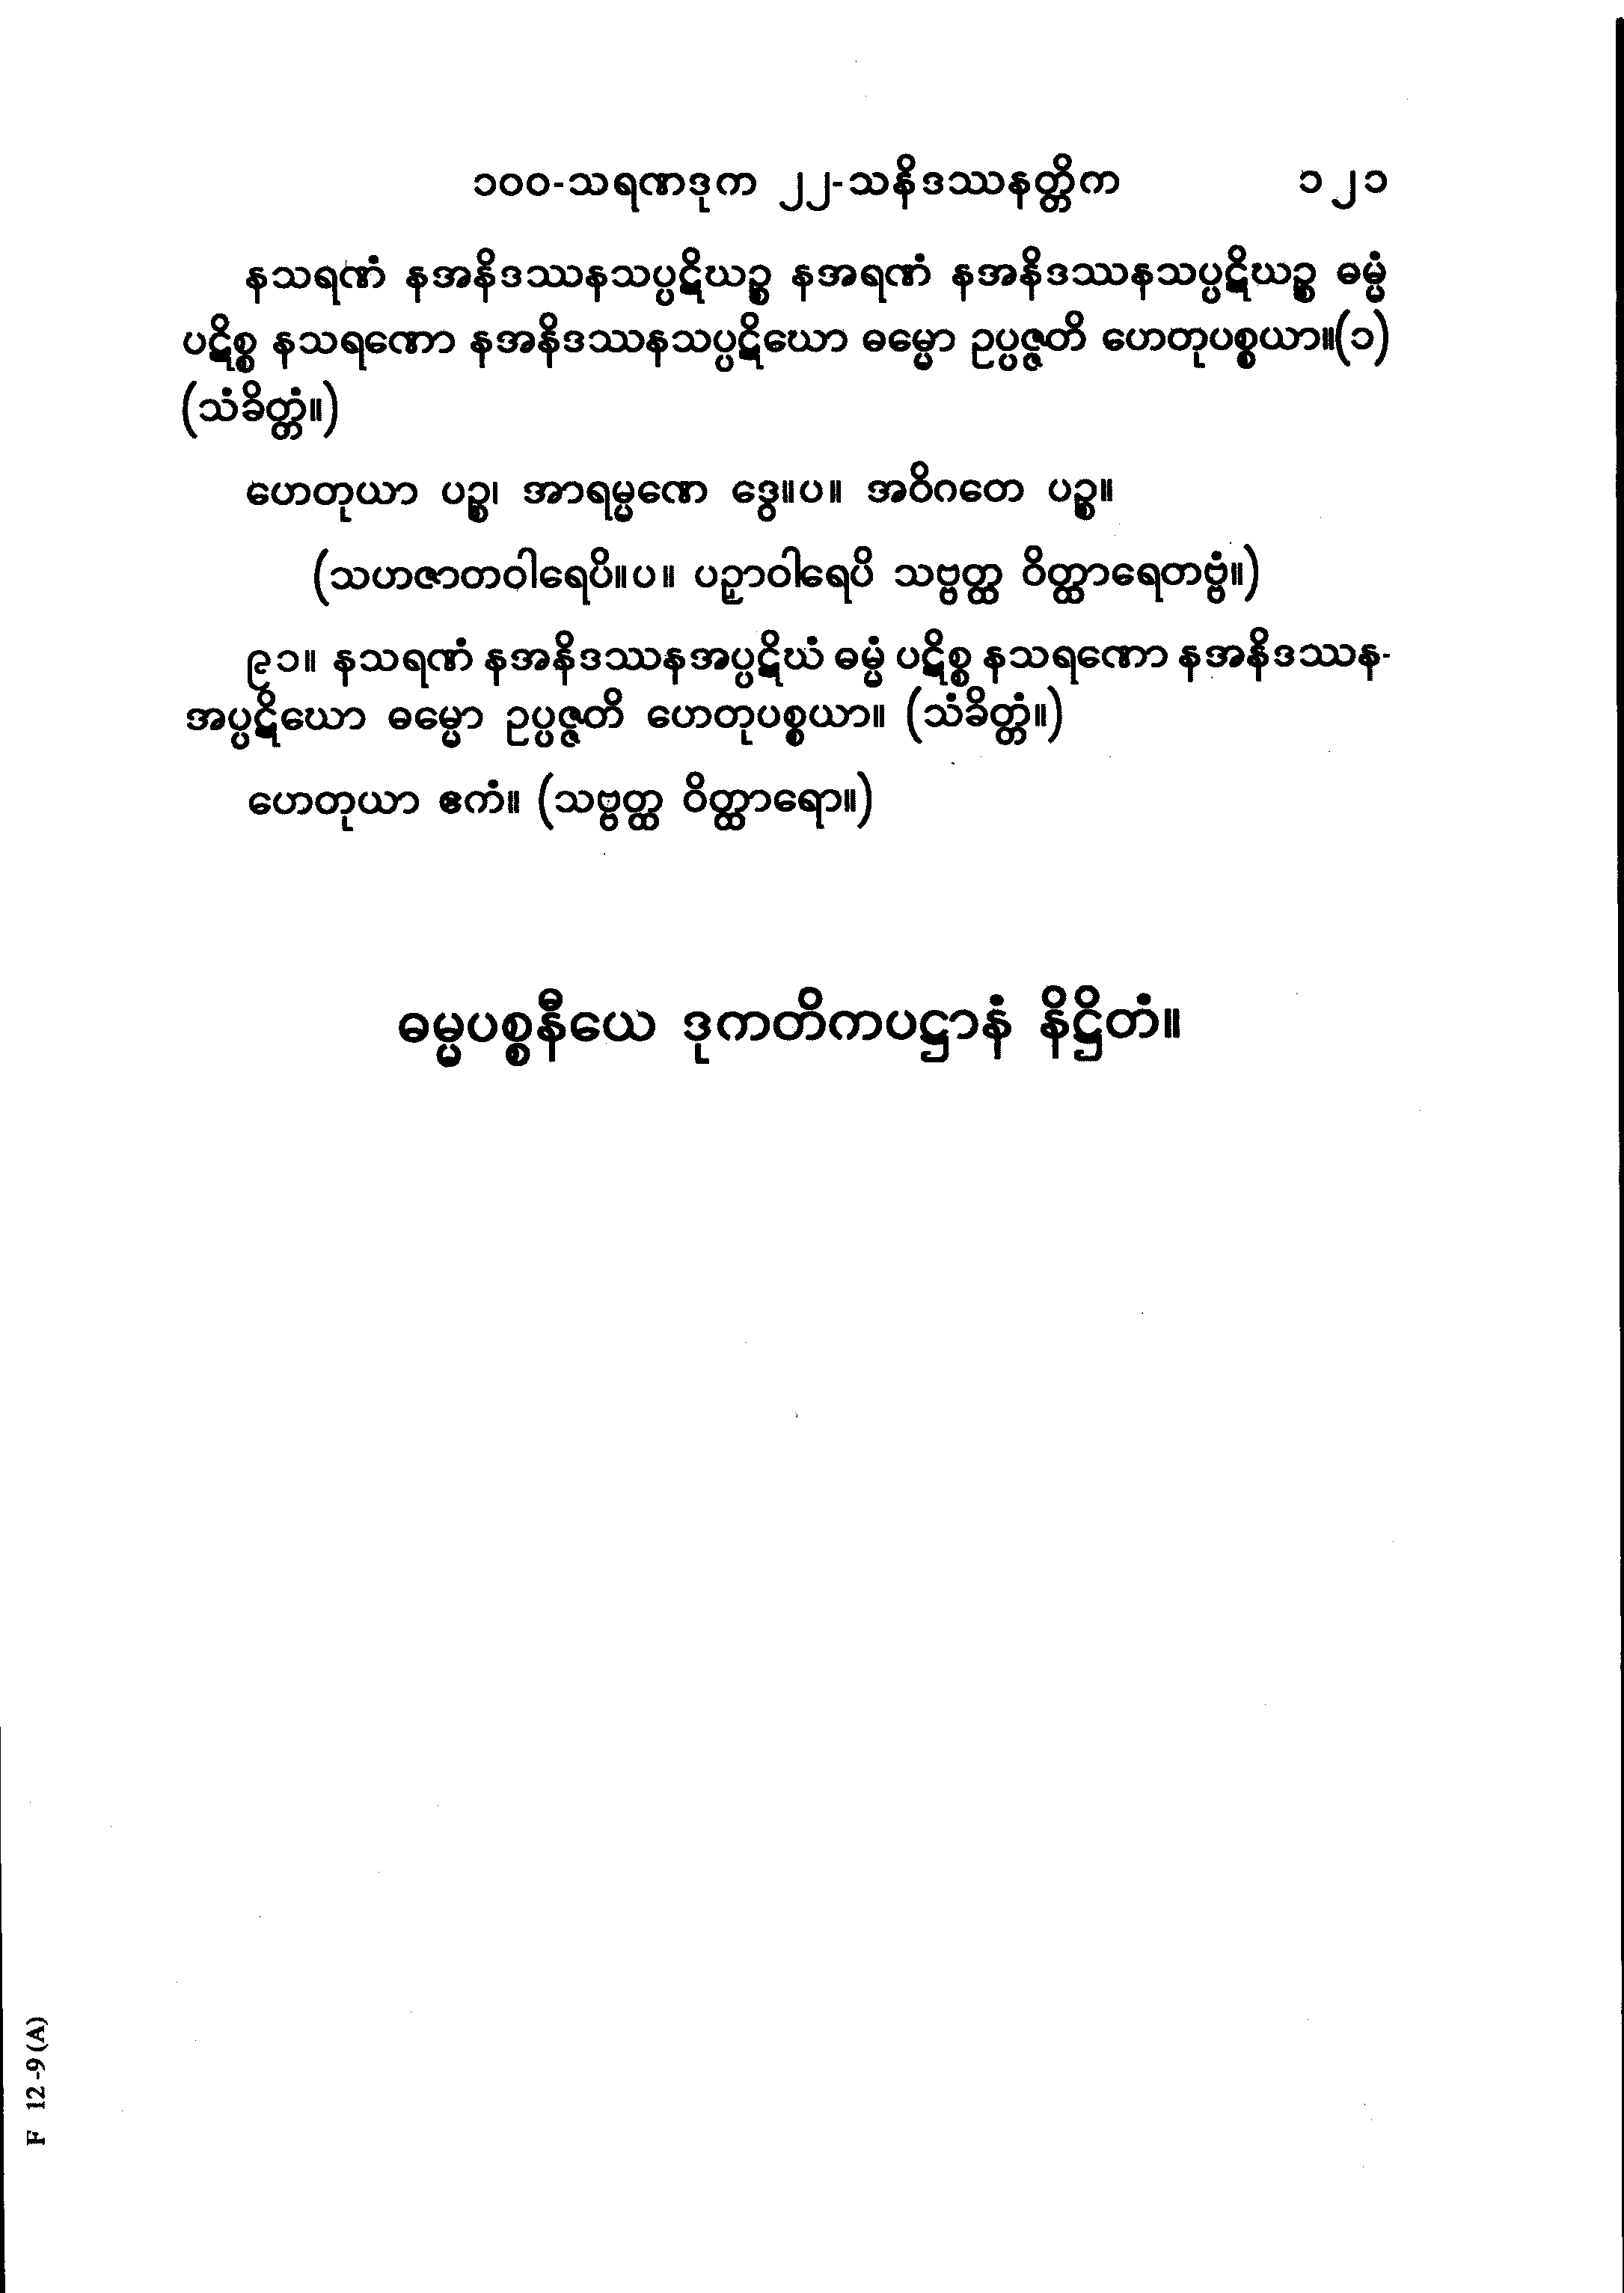 ၁၀၀-သရဏဒုက ၂၂-သနိဒဿနတ္တိက ၁၂၁
နသရဏံ နအနိဒဿနသပ္ပဋိဃဉ္စ နအရဏံ နအနိဒဿနသပ္ပဋိဃဉ္စ ဓမ္မံ
ပဋိစ္စ နသရဏော နအနိဒဿနသပ္ပဋိဃော ဓမ္မော ဥပ္ပဇ္ဇတိ ဟေတုပစ္စယာ။(၁)
(သံခိတ္တံ။)
ဟေတုယာ ပဉ္စ၊ အာရမ္မဏေ ဒွေ။ပ။ အဝိဂတေ ပဉ္စ။
(သဟဇာတဝါရေပိ။ပ။ ပဉှာဝါရေပိ သဗ္ဗတ္ထ ဝိတ္ထာရေတဗ္ဗံ။)
၉၁။ နသရဏံ နအနိဒဿနအပ္ပဋိဃံ ဓမ္မံ ပဋိစ္စ နသရဏော နအနိဒဿန-
အပ္ပဋိဃော ဓမ္မော ဥပ္ပဇ္ဇတိ ဟေတုပစ္စယာ။ (သံခိတ္တံ။)
ဟေတုယာ ဧကံ။ (သဗ္ဗတ္ထ ဝိတ္ထာရော။)
ဓမ္မပစ္စနီယေ ဒုကတိကပဋ္ဌာနံ နိဋ္ဌိတံ။
F 12-9(A)